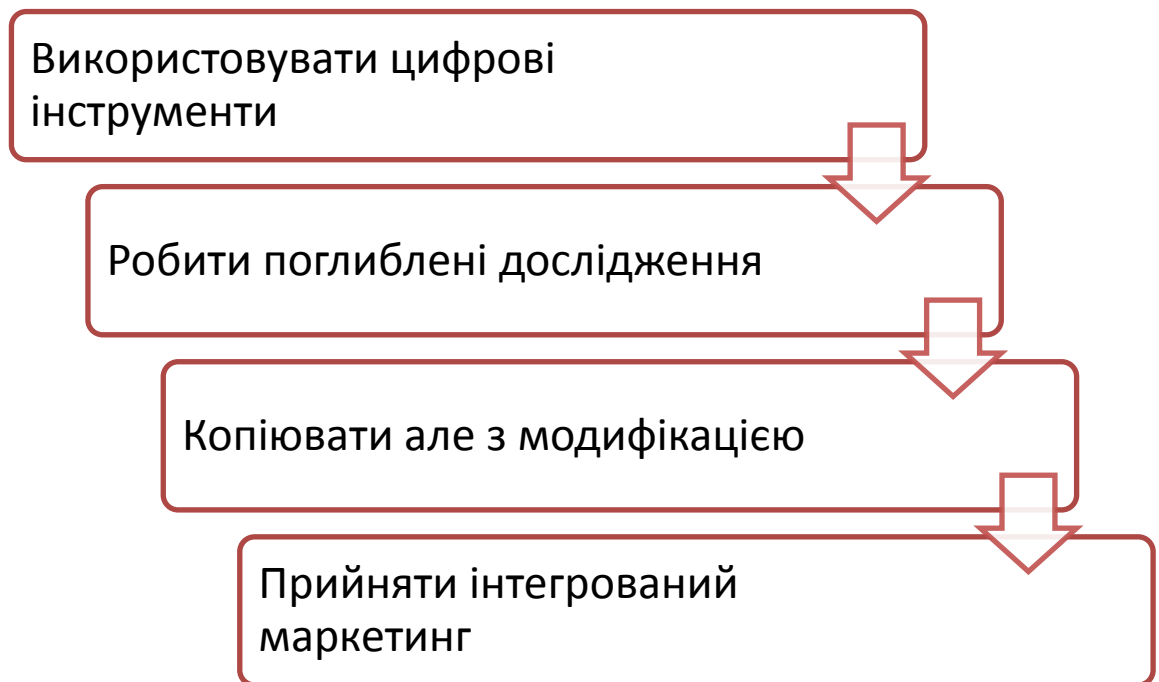 Використовувати цифрові
інструменти
Робити поглиблені дослідження
Копіювати але з модифікацією
Прийняти інтегрований
маркетинг